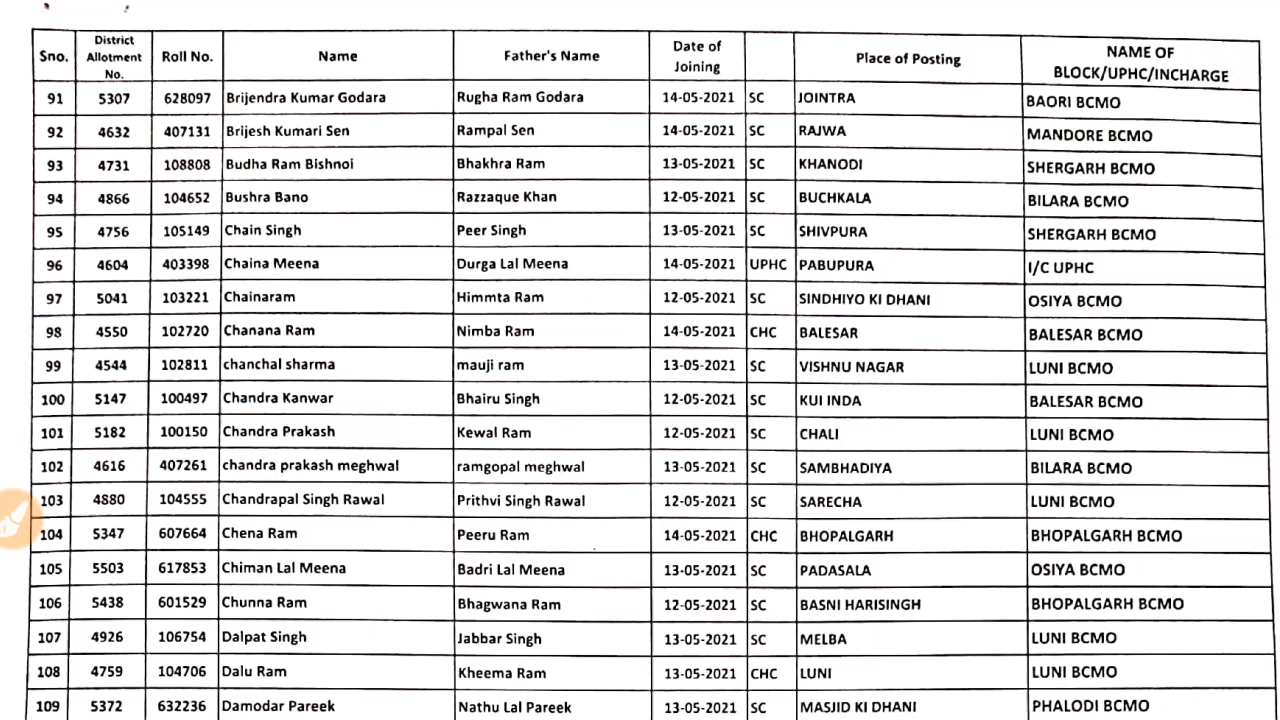 Sno. District Allotment No. Roll No. Name Father's Name Date of Joining Place of Posting NAME OF BLOCK/UPHC/INCHARGE
91 5307 628097 Brijendra Kumar Godara Rugha Ram Godara 14-05-2021 SC JOINTRA BAORI BCMO
92 4632 407131 Brijesh Kumari Sen Rampal Sen 14-05-2021 SC RAJWA MANDORE BCMO
93 4731 108808 Budha Ram Bishnoi Bhakhra Ram 13-05-2021 SC KHANODI SHERGARH BCMO
94 4866 104652 Bushra Bano Razzaque Khan 12-05-2021 SC BUCHKALA BILARA BCMO
95 4756 105149 Chain Singh Peer Singh 13-05-2021 SC SHIVPURA SHERGARH BCMO
96 4604 403398 Chaina Meena Durga Lal Meena 14-05-2021 UPHC PABUPURA I/C UPHC
97 5041 103221 Chainaram Himmta Ram 12-05-2021 SC SINDHIYO KI DHANI OSIYA BCMO
98 4550 102720 Chanana Ram Nimba Ram 14-05-2021 CHC BALESAR BALESAR BCMO
99 4544 102811 chanchal sharma mauji ram 13-05-2021 SC VISHNU NAGAR LUNI BCMO
100 5147 100497 Chandra Kanwar Bhairu Singh 12-05-2021 SC KUI INDA BALESAR BCMO
101 5182 100150 Chandra Prakash Kewal Ram 12-05-2021 SC CHALI LUNI BCMO
102 4616 407261 chandra prakash meghwal ramgopal meghwal 13-05-2021 SC SAMBHADIYA BILARA BCMO
103 4880 104555 Chandrapal Singh Rawal Prithvi Singh Rawal 12-05-2021 SC SARECHA LUNI BCMO
104 5347 607664 Chena Ram Peeru Ram 14-05-2021 CHC BHOPALGARH BHOPALGARH BCMO
105 5503 617853 Chiman Lal Meena Badri Lal Meena 13-05-2021 SC PADASALA OSIYA BCMO
106 5438 601529 Chunna Ram Bhagwana Ram 12-05-2021 SC BASNI HARISINGH BHOPALGARH BCMO
107 4926 106754 Dalpat Singh Jabbar Singh 13-05-2021 SC MELBA LUNI BCMO
108 4759 104706 Dalu Ram Kheema Ram 13-05-2021 CHC LUNI LUNI BCMO
109 5372 632236 Damodar Pareek Nathu Lal Pareek 13-05-2021 SC MASJID KI DHANI PHALODI BCMO